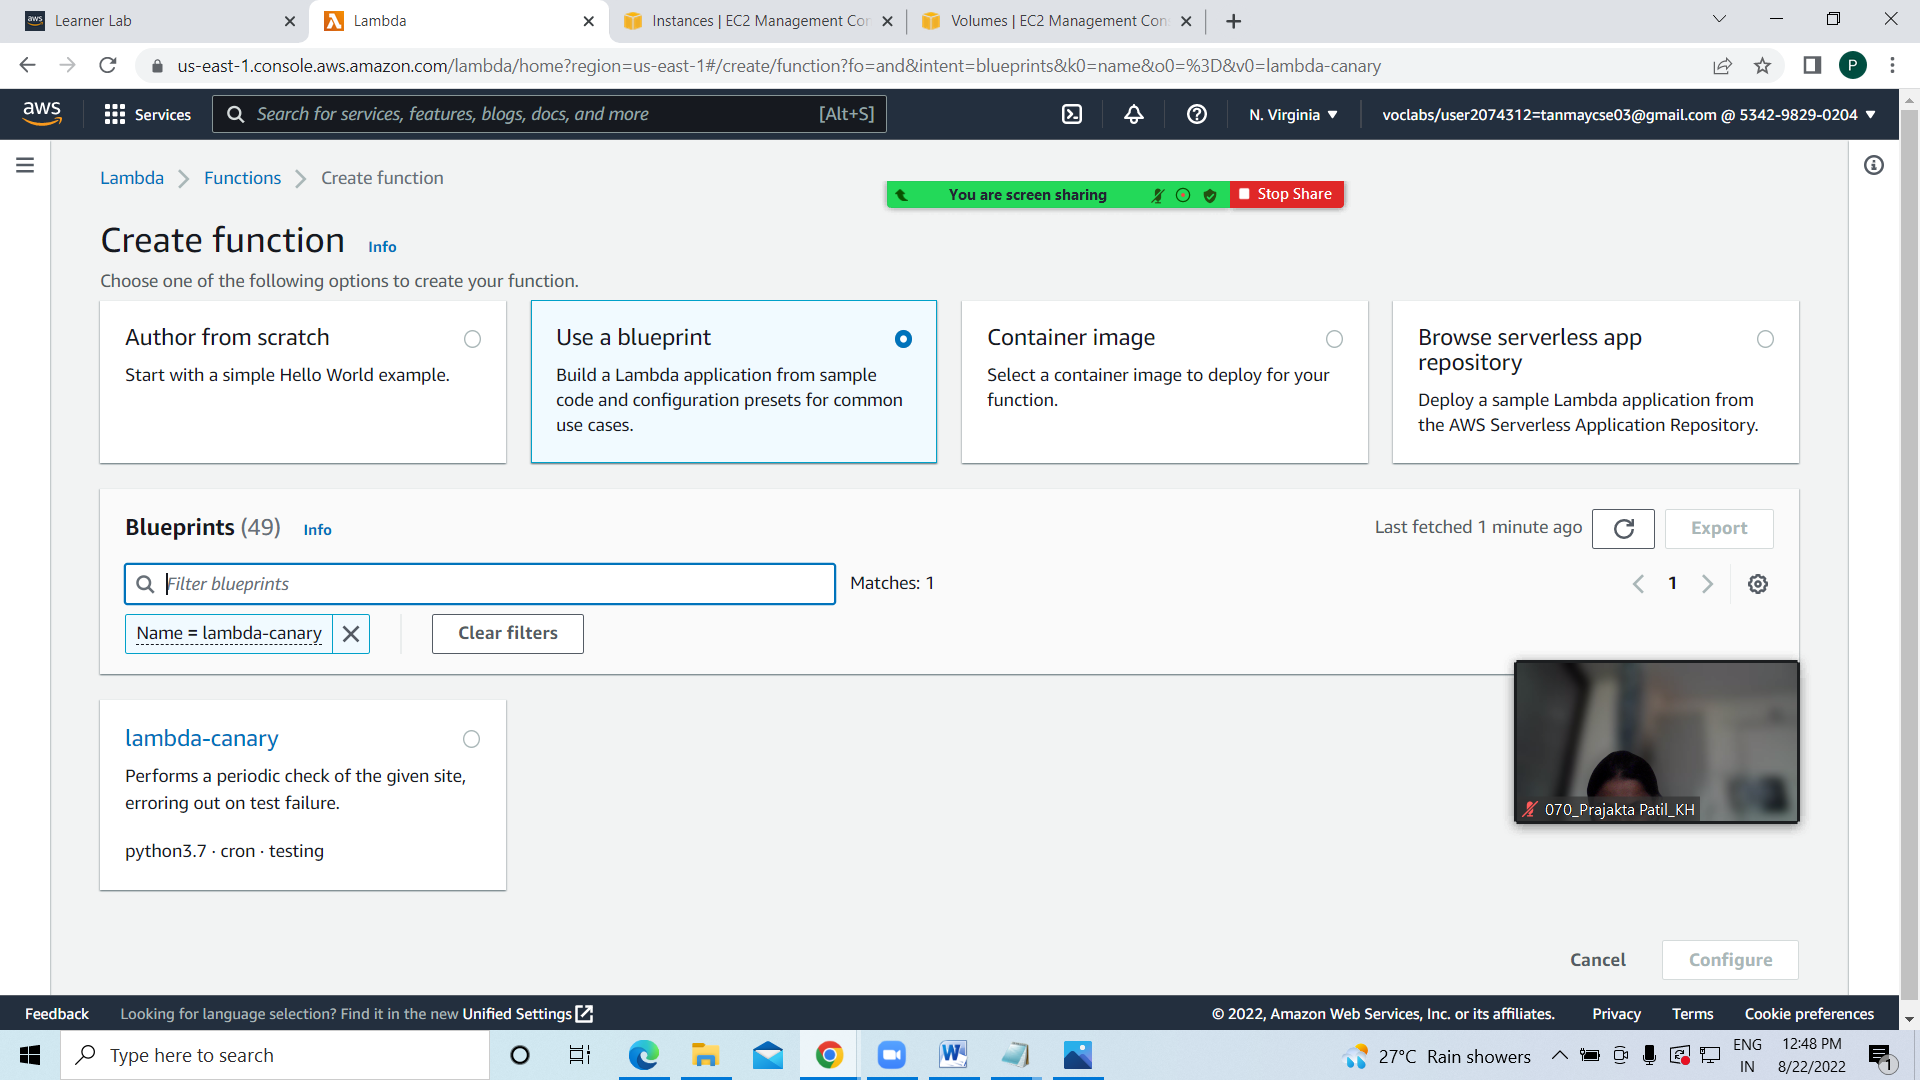 Learner Lab
Lambda
Instances | EC2 Management Con
Volumes | EC2 Management Cons
us-east-1.console.aws.amazon.com/lambda/home?region=us-east-1#/create/function?fo=and&intent=blueprints&k0=name&o0=%3D&v0=lambda-canary
P
aws
Services
Search for services, features, blogs, docs, and more
[Alt+S]
N. Virginia
voclabs/user2074312=tanmaycse03@gmail.com @ 5342-9829-0204
Lambda
Functions
Create function
You are screen sharing
Stop Share
Create function
Info
Choose one of the following options to create your function.
Author from scratch
Start with a simple Hello World example.
Use a blueprint
Build a Lambda application from sample
code and configuration presets for common
use cases.
Container image
Select a container image to deploy for your
function.
Browse serverless app
repository
Deploy a sample Lambda application from
the AWS Serverless Application Repository.
Blueprints (49)
Info
Last fetched 1 minute ago
Export
Filter blueprints
Matches: 1
1
Name = lambda-canary
Clear filters
lambda-canary
Performs a periodic check of the given site,
erroring out on test failure.
python3.7 · cron · testing
070_Prajakta Patil_KH
Cancel
Configure
Feedback
Looking for language selection? Find it in the new Unified Settings
© 2022, Amazon Web Services, Inc. or its affiliates.
Privacy
Terms
Cookie preferences
Type here to search
27°C Rain showers
ENG
IN
12:48 PM
8/22/2022
1